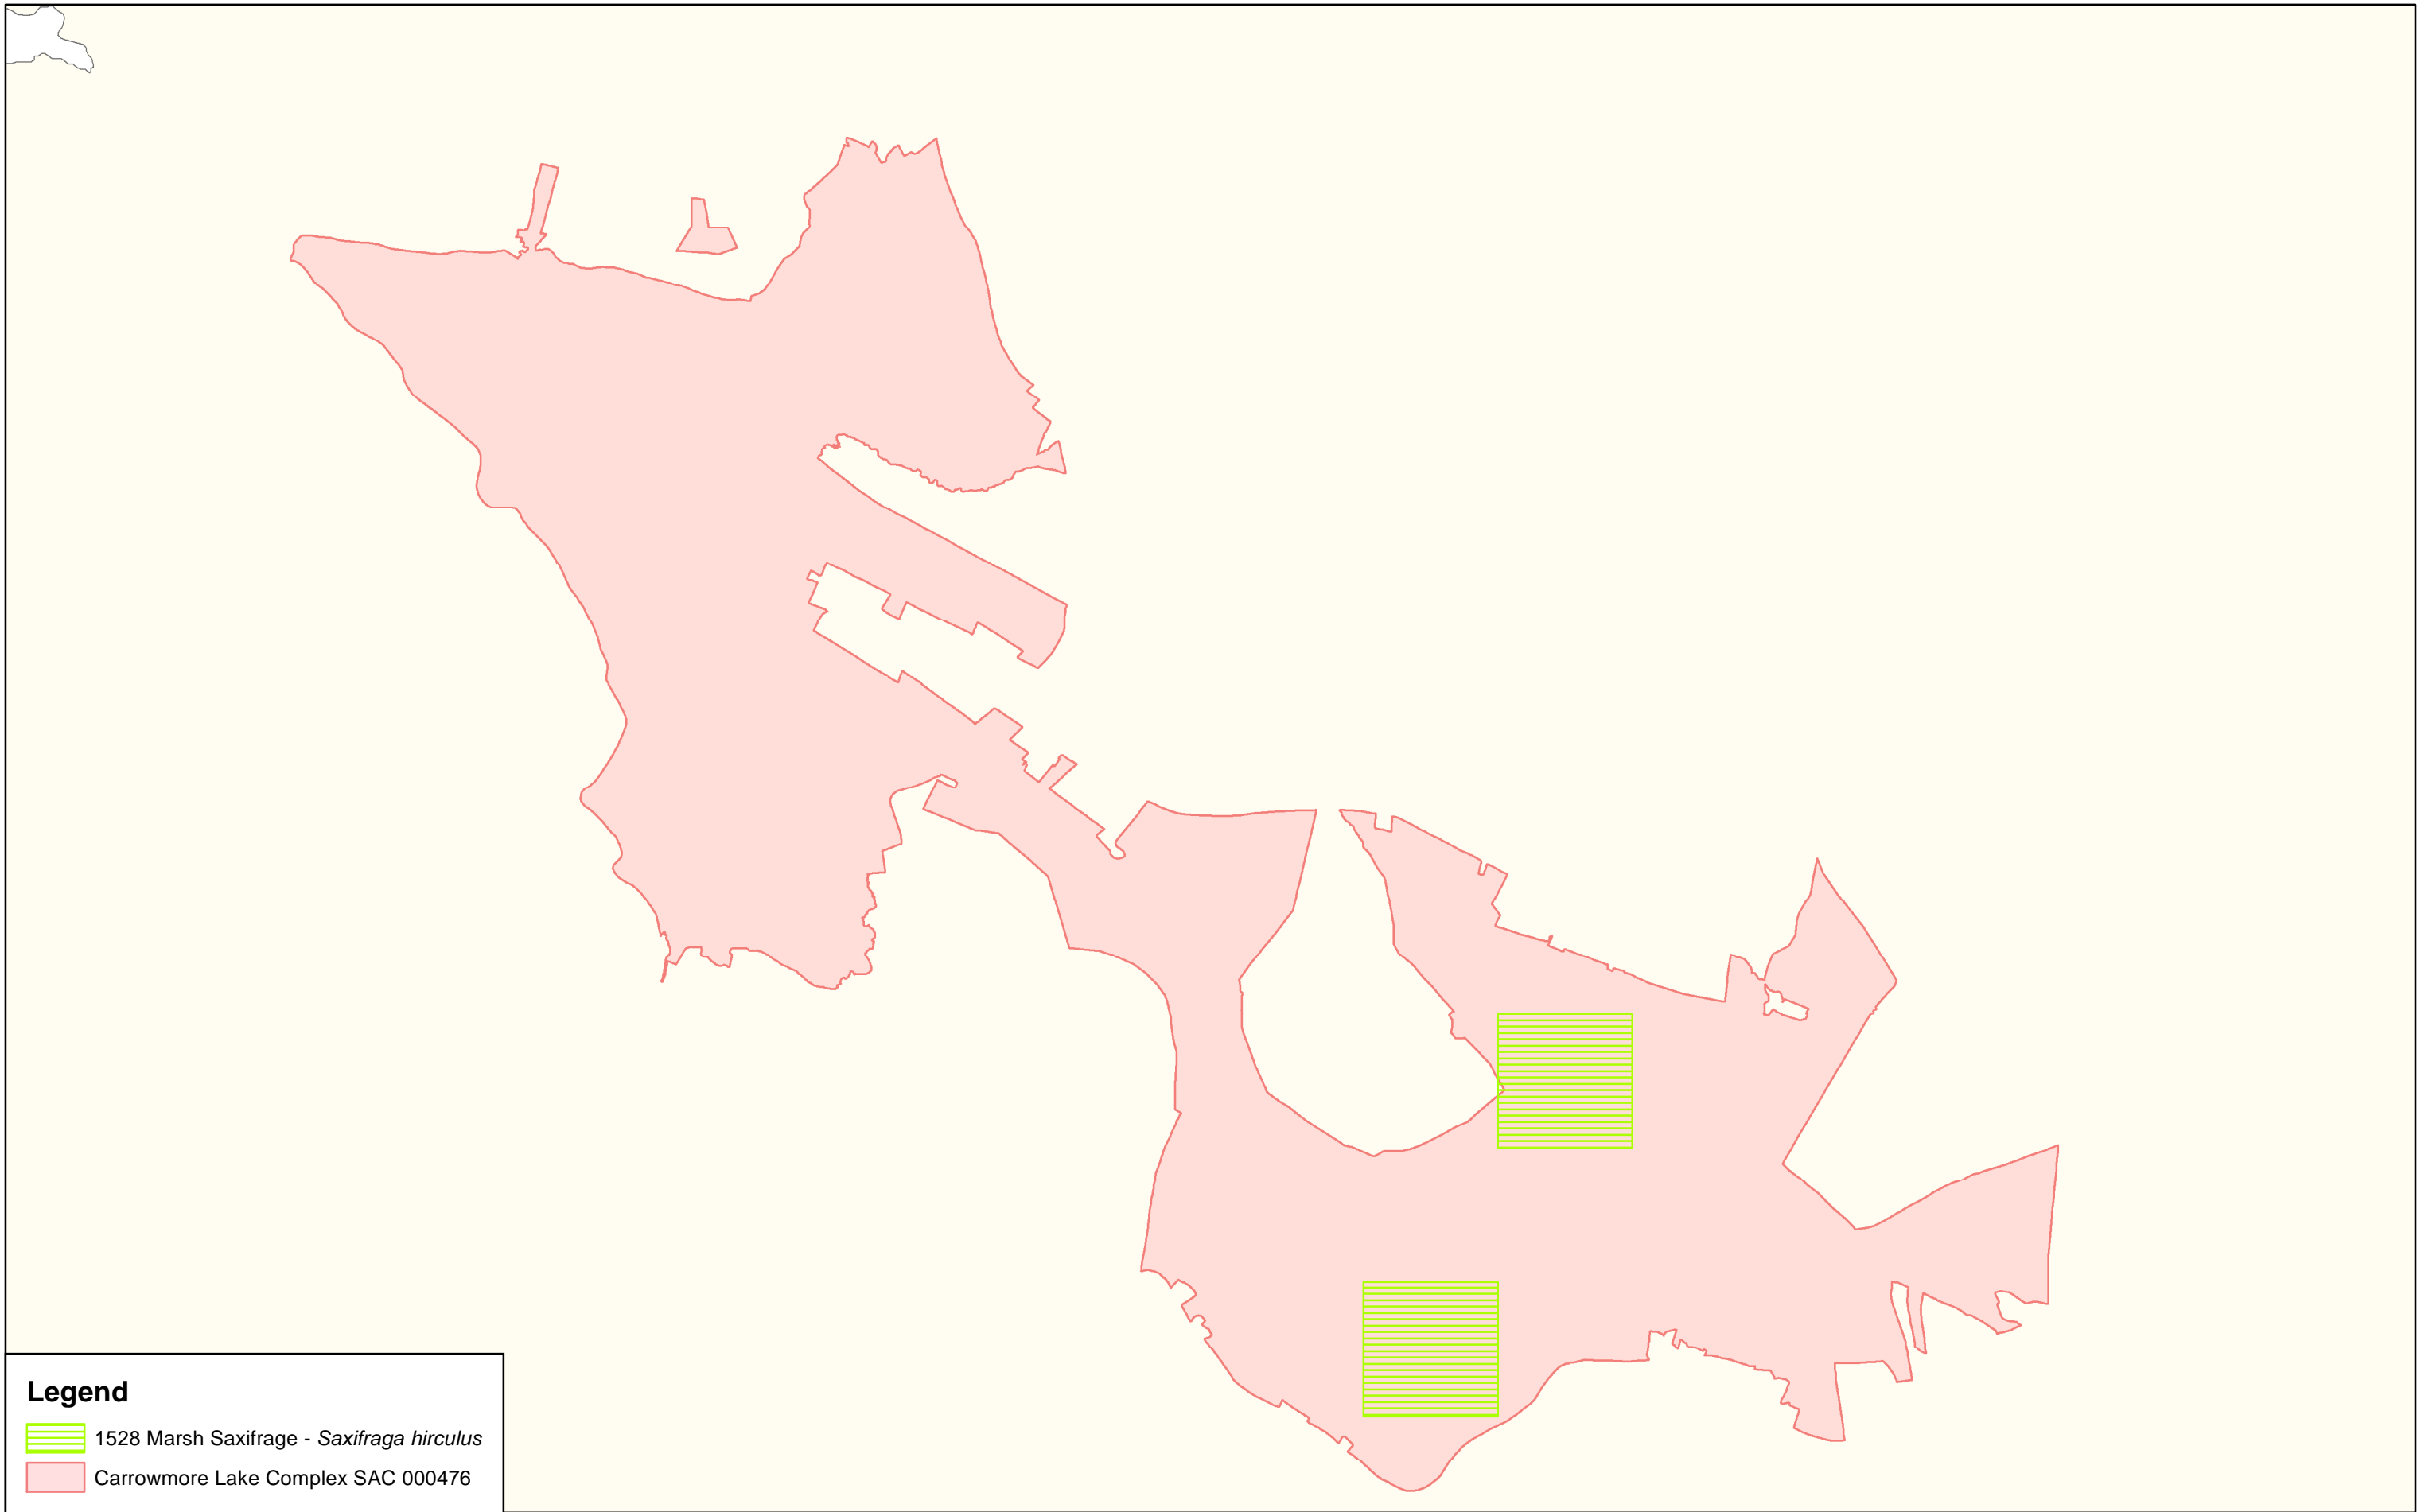 Legend
1528 Marsh Saxifrage - Saxifraga hirculus
Carrowmore Lake Complex SAC 000476